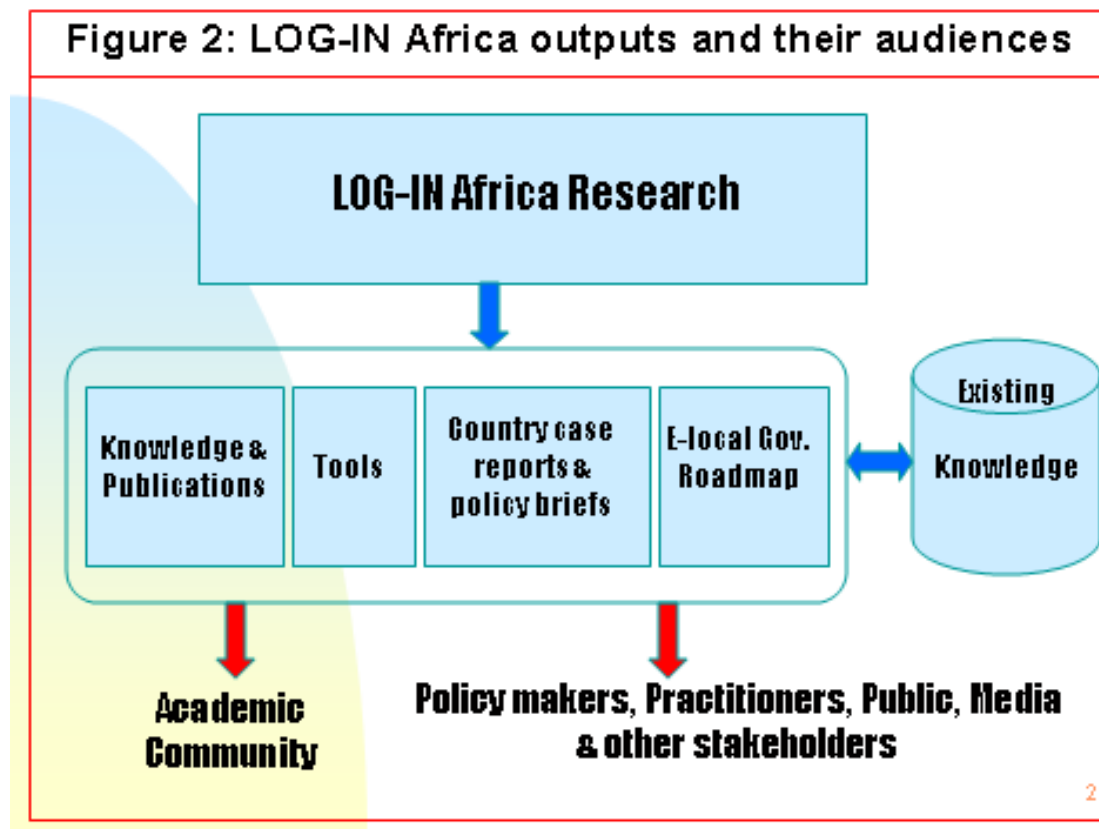 Figure 2: LOG-IN Africa outputs and their audiences
LOG-IN Africa Research
Knowledge &
Publications
Tools
Country case
reports &
policy briefs
E-local Gov.
Roadmap
Existing
Knowledge
Academic
Community
Policy makers, Practitioners, Public, Media
& other stakeholders
2